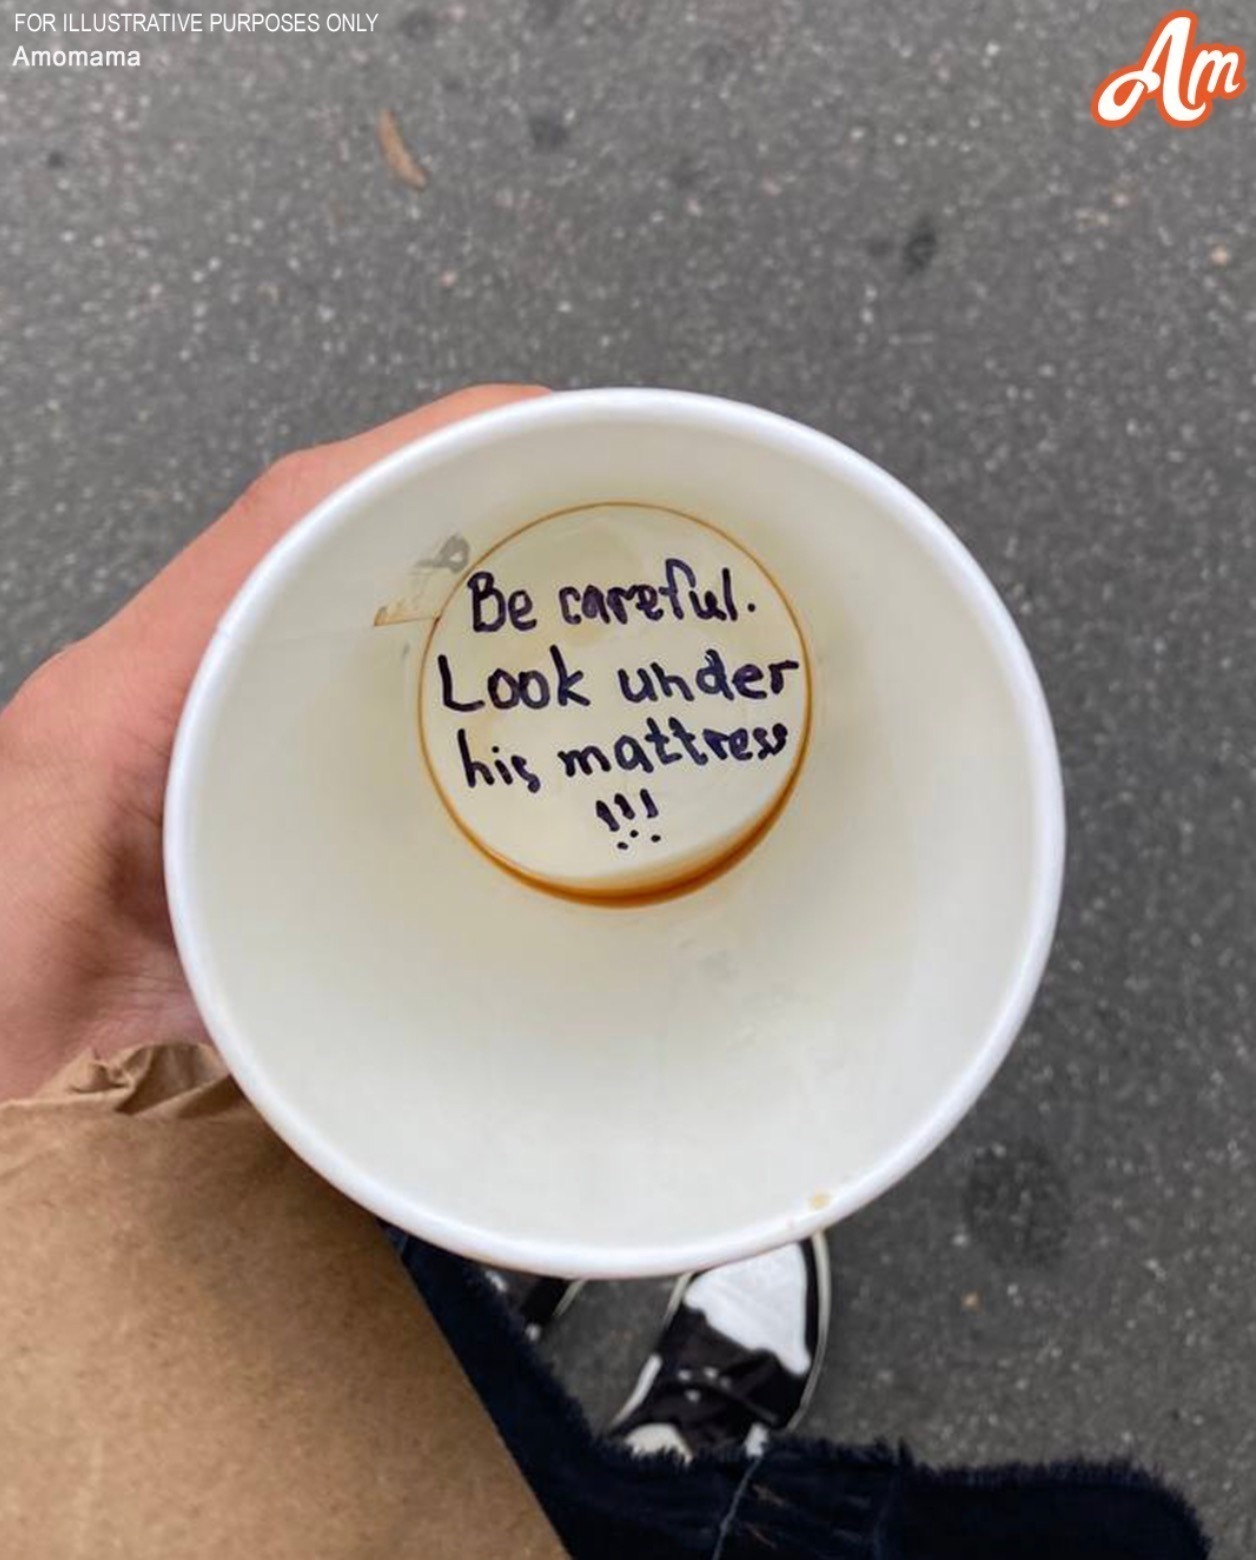 FOR ILLUSTRATIVE PURPOSES ONLY
Amomama
Am
Be careful.
Look under
his mattress
!!!